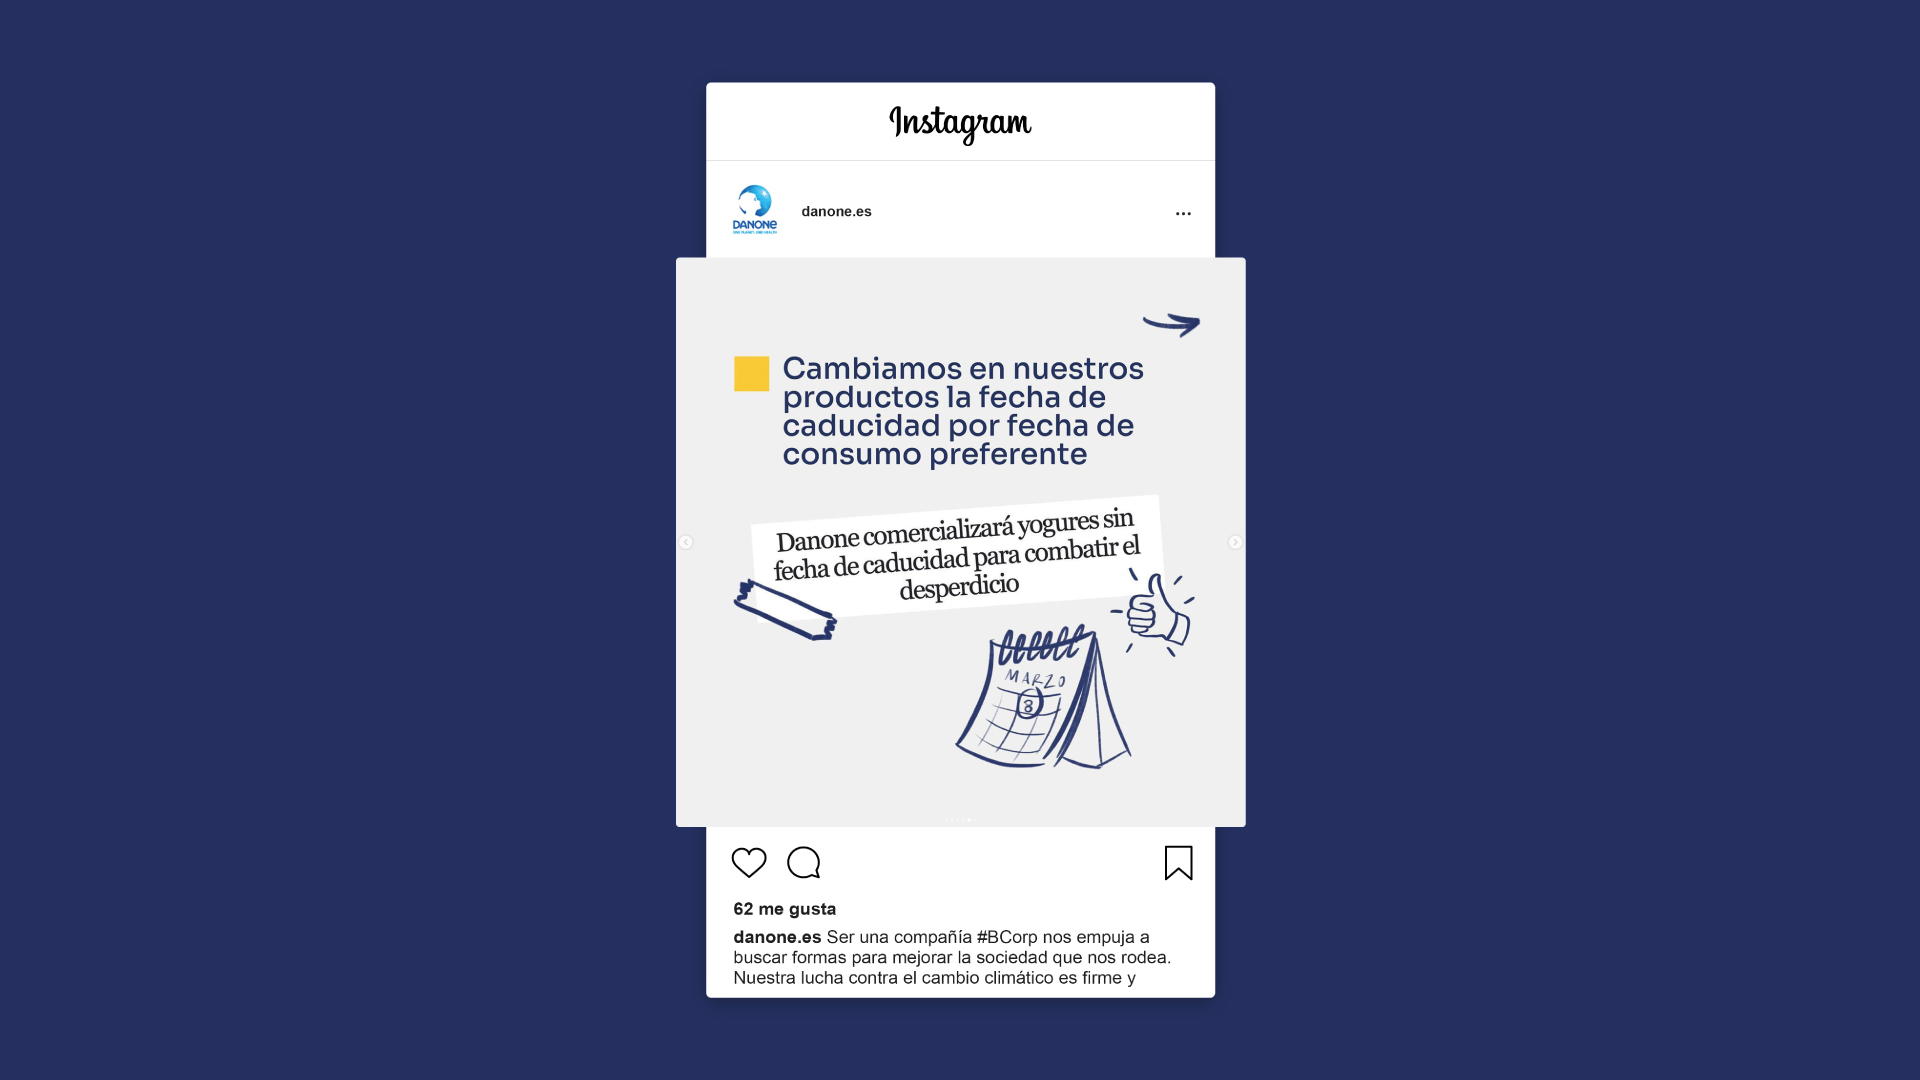 Instagram
DANONE
danone.es
Cambiamos en nuestros
productos la fecha de
caducidad por fecha de
consumo preferente
Danone comercializará yogures sin
fecha de caducidad para combatir el
desperdicio
MARZO
8
62 me gusta
danone.es Ser una compañía #BCorp nos empuja a
buscar formas para mejorar la sociedad que nos rodea.
Nuestra lucha contra el cambio climático es firme y